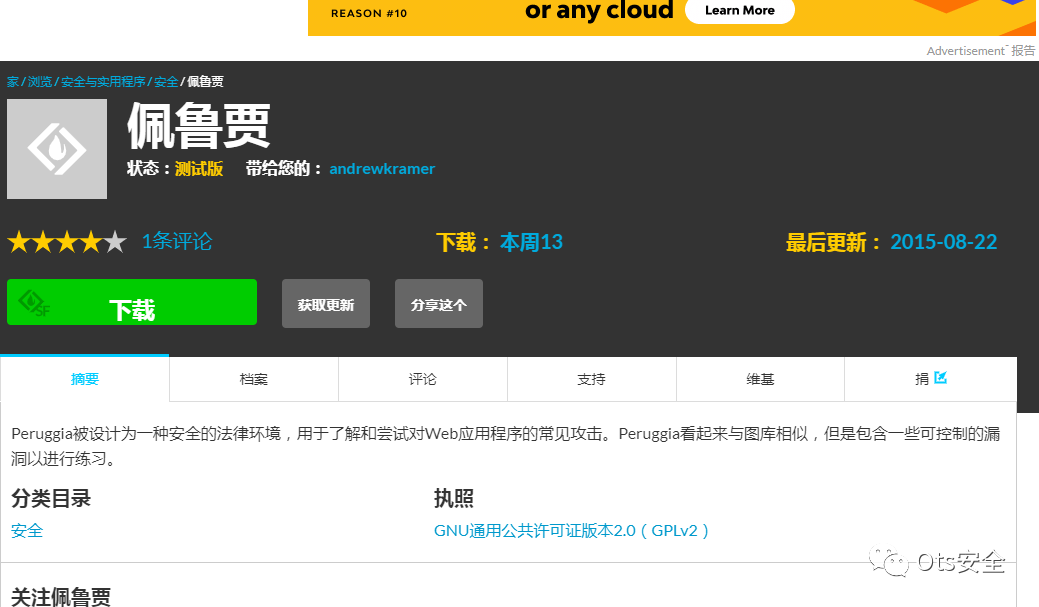 REASON #10
or any cloud
Learn More
Advertisement - 报告
家 / 浏览 / 安全与实用程序 / 安全 / 佩鲁贾
佩鲁贾
状态：测试版 带给您的： andrewkramer
1条评论
下载： 本周13
最后更新： 2015-08-22
SF
下载
获取更新
分享这个
摘要
档案
评论
支持
维基
捐
Peruggia被设计为一种安全的法律环境，用于了解和尝试对Web应用程序的常见攻击。Peruggia看起来与图库相似，但是包含一些可控制的漏
洞以进行练习。
分类目录
执照
安全
GNU通用公共许可证版本2.0（GPLv2）
Ots安全
关注佩鲁贾